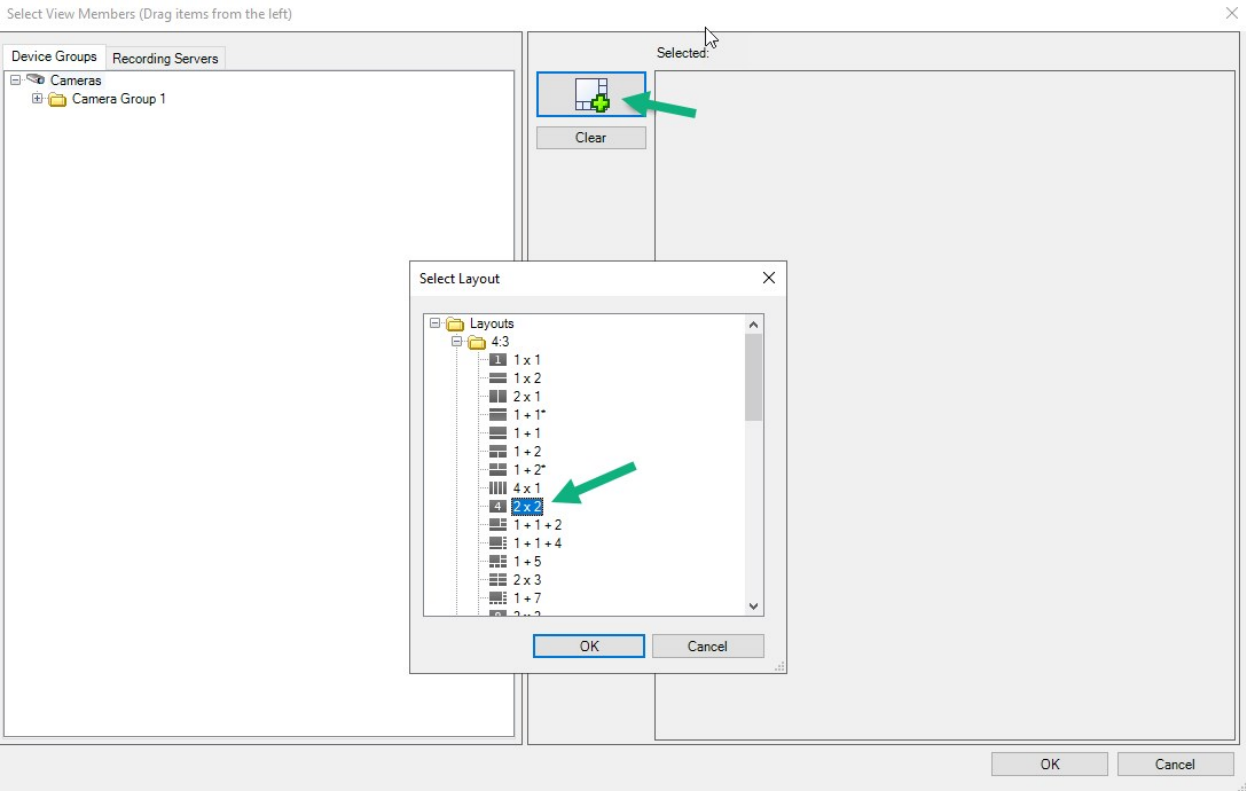 Select View Members (Drag items from the left)
Device Groups
Recording Servers
Selected:
Cameras
Camera Group 1
Clear
Select Layout
Layouts
4:3
1 1 x 1
1 x 2
2 x 1
1 + 1*
1 + 1
1 + 2
1 + 2*
4 x 1
4 2 x 2
1 + 1 + 2
1 + 1 + 4
1 + 5
2 x 3
1 + 7
OK
Cancel
OK
Cancel